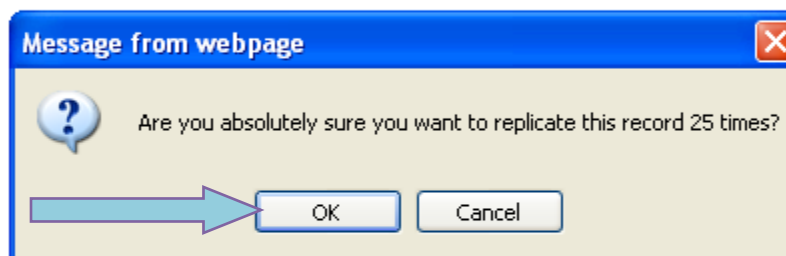 Message from webpage
Are you absolutely sure you want to replicate this record 25 times?
OK
Cancel